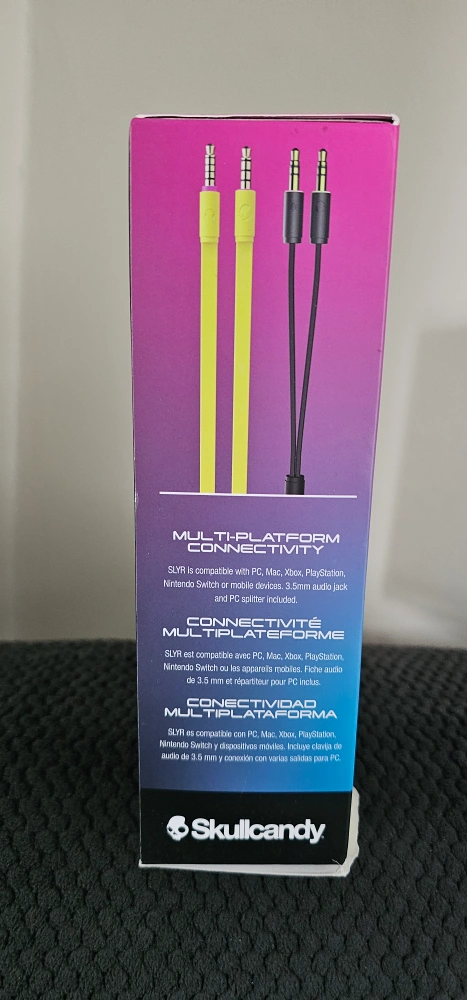 MULTI-PLATFORM
CONNECTIVITY
SLYR is compatible with PC, Mac, Xbox, PlayStation,
Nintendo Switch or mobile devices. 3.5mm audio jack
and PC splitter included.
CONNECTIVITÉ
MULTIPLATEFORME
SLYR est compatible avec PC, Mac, Xbox, PlayStation,
Nintendo Switch ou les appareils mobiles. Fiche audio
de 3.5 mm et répartiteur pour PC inclus.
CONECTIVIDAD
MULTIPLATAFORMA
SLYR es compatible con PC, Mac, Xbox, PlayStation,
Nintendo Switch y dispositivos móviles. Incluye clavija de
audio de 3.5 mm y conexión con varias salidas para PC.
Skullcandy